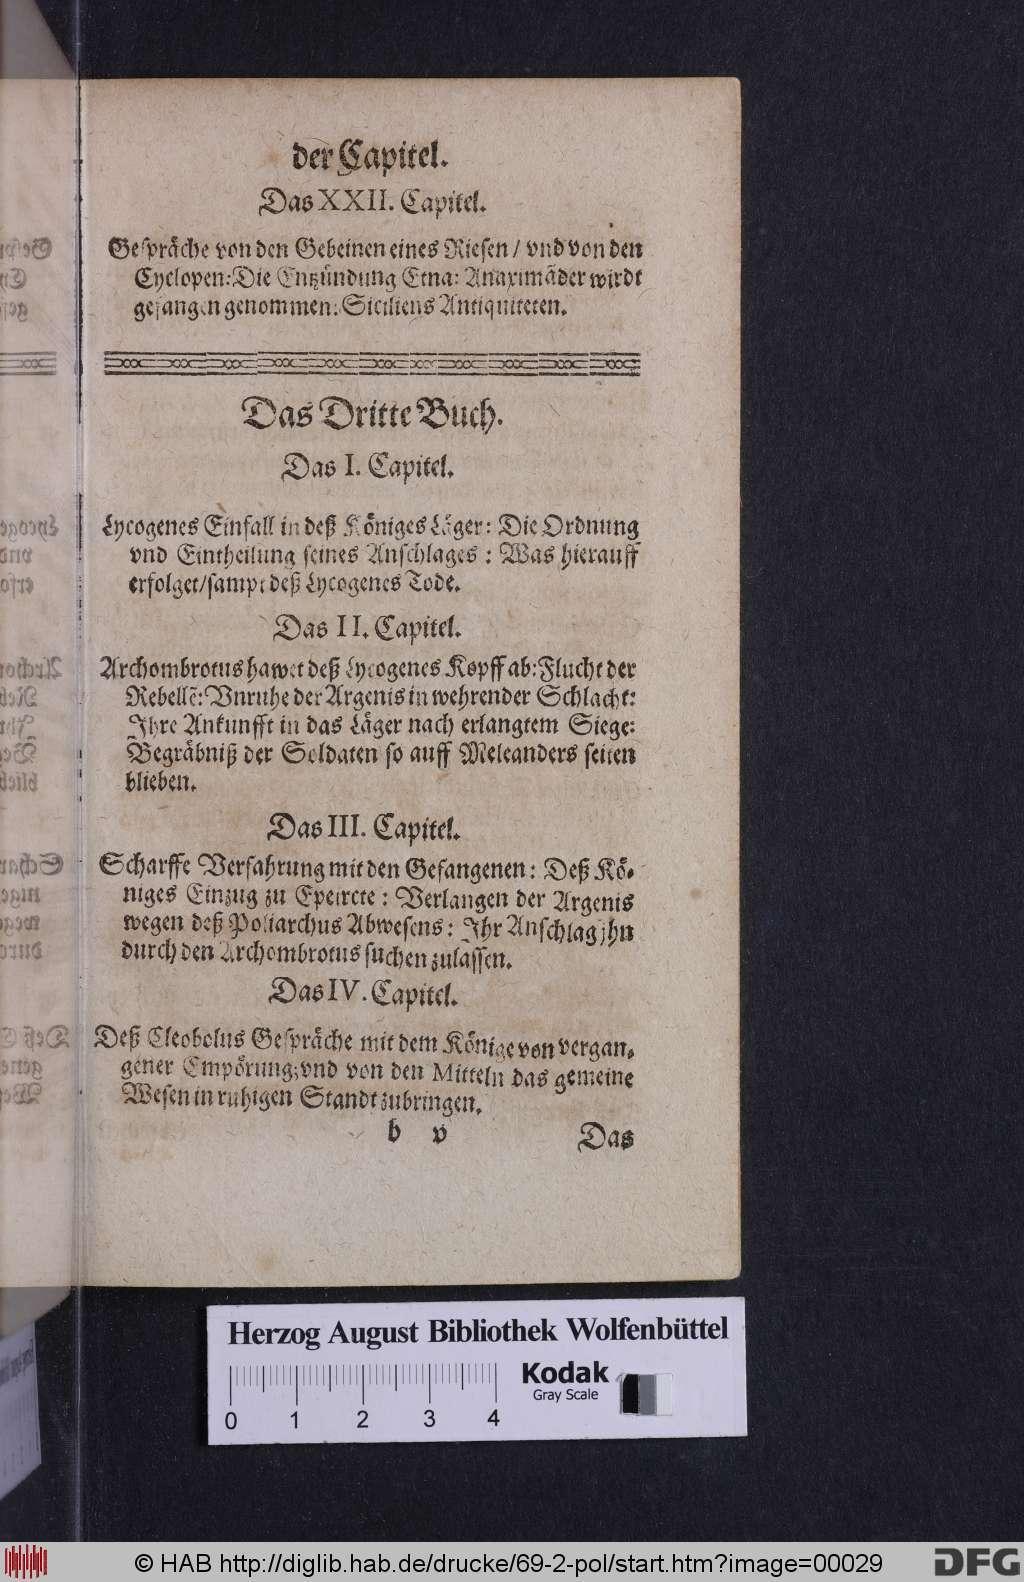 der Capitel.
Das XXII. Capitel.
Gespräche von den Gebeinen eines Riesen / vnd von den
Cyclopen: Die Entzündung Etna: Anaximãder wirdt
gefangen genommen: Siciliens Antiquiteten.
Das Dritte Buch.
Das I. Capitel.
Lycogenes Einfall in deß Königes Läger: Die Ordnung
vnd Eintheilung seines Anschlages: Was hierauff
erfolget / sampt deß Lycogenes Tode.
Das II. Capitel.
Archombrotus hawet deß Lycogenes Kopff ab: Flucht der
Rebellẽ: Vnruhe der Argenis in wehrender Schlacht:
Ihre Ankunfft in das Läger nach erlangtem Siege:
Begräbniß der Soldaten so auff Meleanders seiten
blieben.
Das III. Capitel.
Scharffe Verfahrung mit den Gefangenen: Deß Kö-
niges Einzug zu Epeircte: Verlangen der Argenis
wegen deß Poliarchus Abwesens: Ihr Anschlag jhn
durch den Archombrotus suchen zulassen.
Das IV. Capitel.
Deß Cleobolus Gespräche mit dem Könige von vergan-
gener Empörung; vnd von den Mitteln das gemeine
Wesen in ruhigen Standt zubringen.
b v Das
Herzog August Bibliothek Wolfenbüttel
Kodak
Gray Scale
0 1 2 3 4
© HAB http://diglib.hab.de/drucke/69-2-pol/start.htm?image=00029
DFG